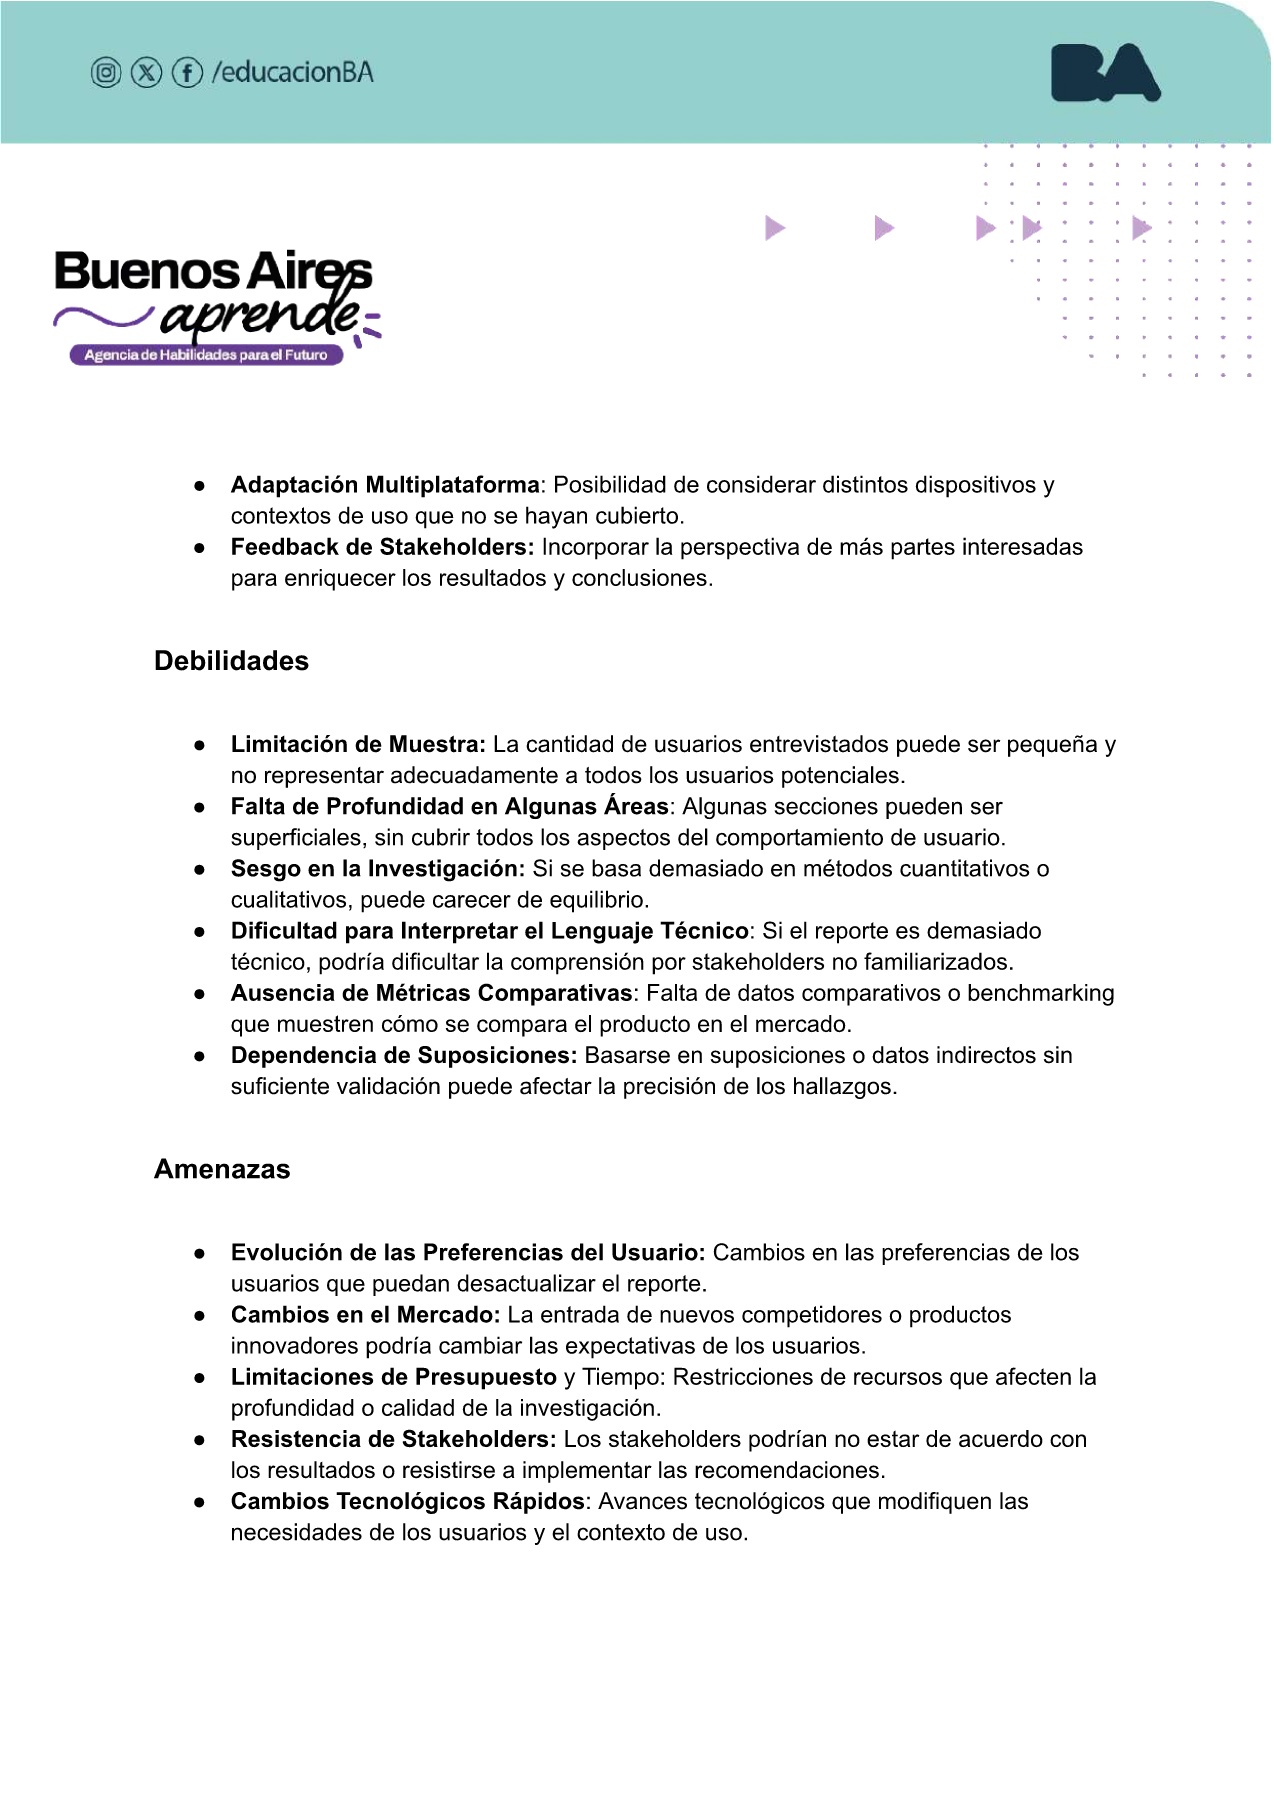 /educacionBA
BA
Buenos Aires
aprende
Agencia de Habilidades para el Futuro
● Adaptación Multiplataforma: Posibilidad de considerar distintos dispositivos y
contextos de uso que no se hayan cubierto.
● Feedback de Stakeholders: Incorporar la perspectiva de más partes interesadas
para enriquecer los resultados y conclusiones.
Debilidades
● Limitación de Muestra: La cantidad de usuarios entrevistados puede ser pequeña y
no representar adecuadamente a todos los usuarios potenciales.
● Falta de Profundidad en Algunas Áreas: Algunas secciones pueden ser
superficiales, sin cubrir todos los aspectos del comportamiento de usuario.
● Sesgo en la Investigación: Si se basa demasiado en métodos cuantitativos o
cualitativos, puede carecer de equilibrio.
● Dificultad para Interpretar el Lenguaje Técnico: Si el reporte es demasiado
técnico, podría dificultar la comprensión por stakeholders no familiarizados.
● Ausencia de Métricas Comparativas: Falta de datos comparativos o benchmarking
que muestren cómo se compara el producto en el mercado.
● Dependencia de Suposiciones: Basarse en suposiciones o datos indirectos sin
suficiente validación puede afectar la precisión de los hallazgos.
Amenazas
● Evolución de las Preferencias del Usuario: Cambios en las preferencias de los
usuarios que puedan desactualizar el reporte.
● Cambios en el Mercado: La entrada de nuevos competidores o productos
innovadores podría cambiar las expectativas de los usuarios.
● Limitaciones de Presupuesto y Tiempo: Restricciones de recursos que afecten la
profundidad o calidad de la investigación.
● Resistencia de Stakeholders: Los stakeholders podrían no estar de acuerdo con
los resultados o resistirse a implementar las recomendaciones.
● Cambios Tecnológicos Rápidos: Avances tecnológicos que modifiquen las
necesidades de los usuarios y el contexto de uso.